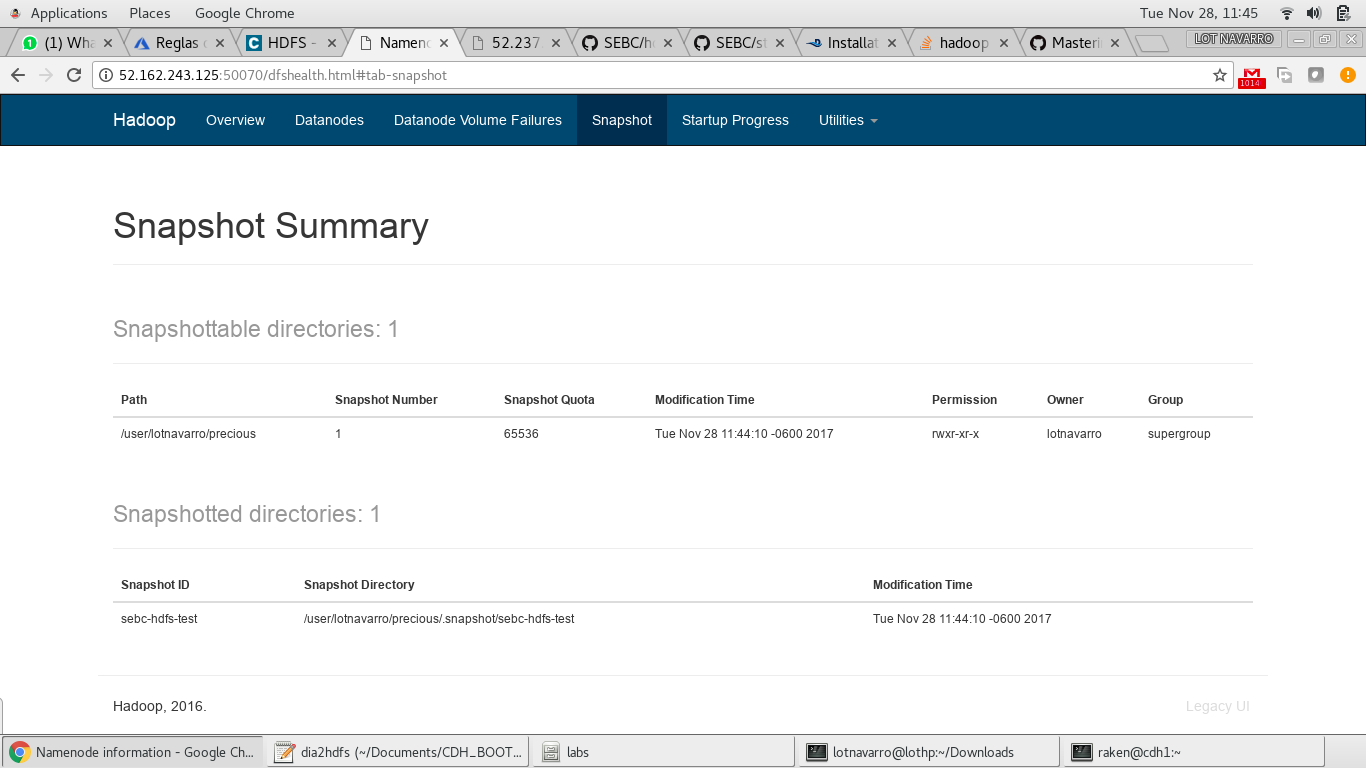 Applications Places Google Chrome Tue Nov 28, 11:45
(1) Wha Reglas d HDFS - Nameno 52.237. SEBC/h SEBC/st Installat hadoop Masteri LOT NAVARRO
52.162.243.125:50070/dfshealth.html#tab-snapshot 1014
Hadoop Overview Datanodes Datanode Volume Failures Snapshot Startup Progress Utilities
Snapshot Summary
Snapshottable directories: 1
Path Snapshot Number Snapshot Quota Modification Time Permission Owner Group
/user/lotnavarro/precious 1 65536 Tue Nov 28 11:44:10 -0600 2017 rwxr-xr-x lotnavarro supergroup
Snapshotted directories: 1
Snapshot ID Snapshot Directory Modification Time
sebc-hdfs-test /user/lotnavarro/precious/.snapshot/sebc-hdfs-test Tue Nov 28 11:44:10 -0600 2017
Hadoop, 2016. Legacy UI
Namenode information - Google Ch... dia2hdfs (~/Documents/CDH_BOOT... labs lotnavarro@lothp:~/Downloads raken@cdh1:~